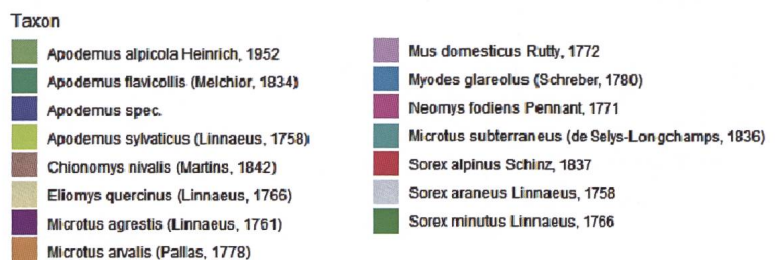 Taxon
Apodemus alpicola Heinrich, 1952
Apodemus flavicollis (Melchior, 1834)
Apodemus spec.
Apodemus sylvaticus (Linnaeus, 1758)
Chionomys nivalis (Martins, 1842)
Eliomys quercinus (Linnaeus, 1766)
Microtus agrestis (Linnaeus, 1761)
Microtus arvalis (Pallas, 1778)
Mus domesticus Rutty, 1772
Myodes glareolus (Schreber, 1780)
Neomys fodiens Pennant, 1771
Microtus subterraneus (de Selys-Longchamps, 1836)
Sorex alpinus Schinz, 1837
Sorex araneus Linnaeus, 1758
Sorex minutus Linnaeus, 1766